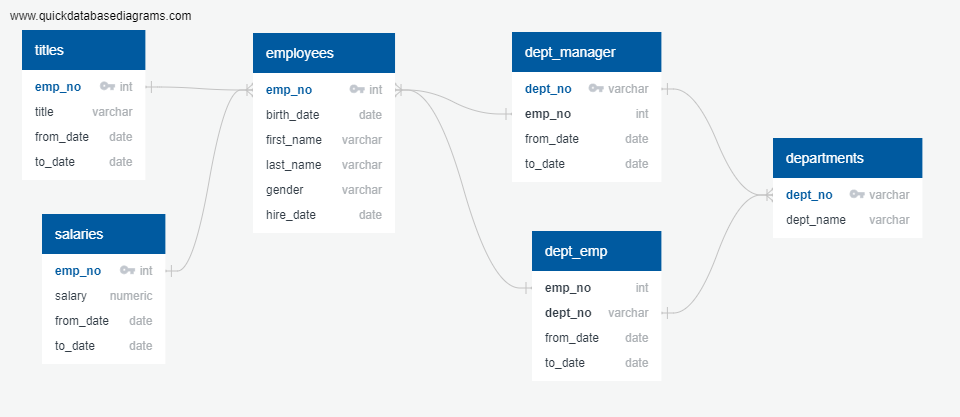 www.quickdatabasediagrams.com
titles
emp_no int
title varchar
from_date date
to_date date
salaries
emp_no int
salary numeric
from_date date
to_date date
employees
emp_no int
birth_date date
first_name varchar
last_name varchar
gender varchar
hire_date date
dept_manager
dept_no varchar
emp_no int
from_date date
to_date date
dept_emp
emp_no int
dept_no varchar
from_date date
to_date date
departments
dept_no varchar
dept_name varchar